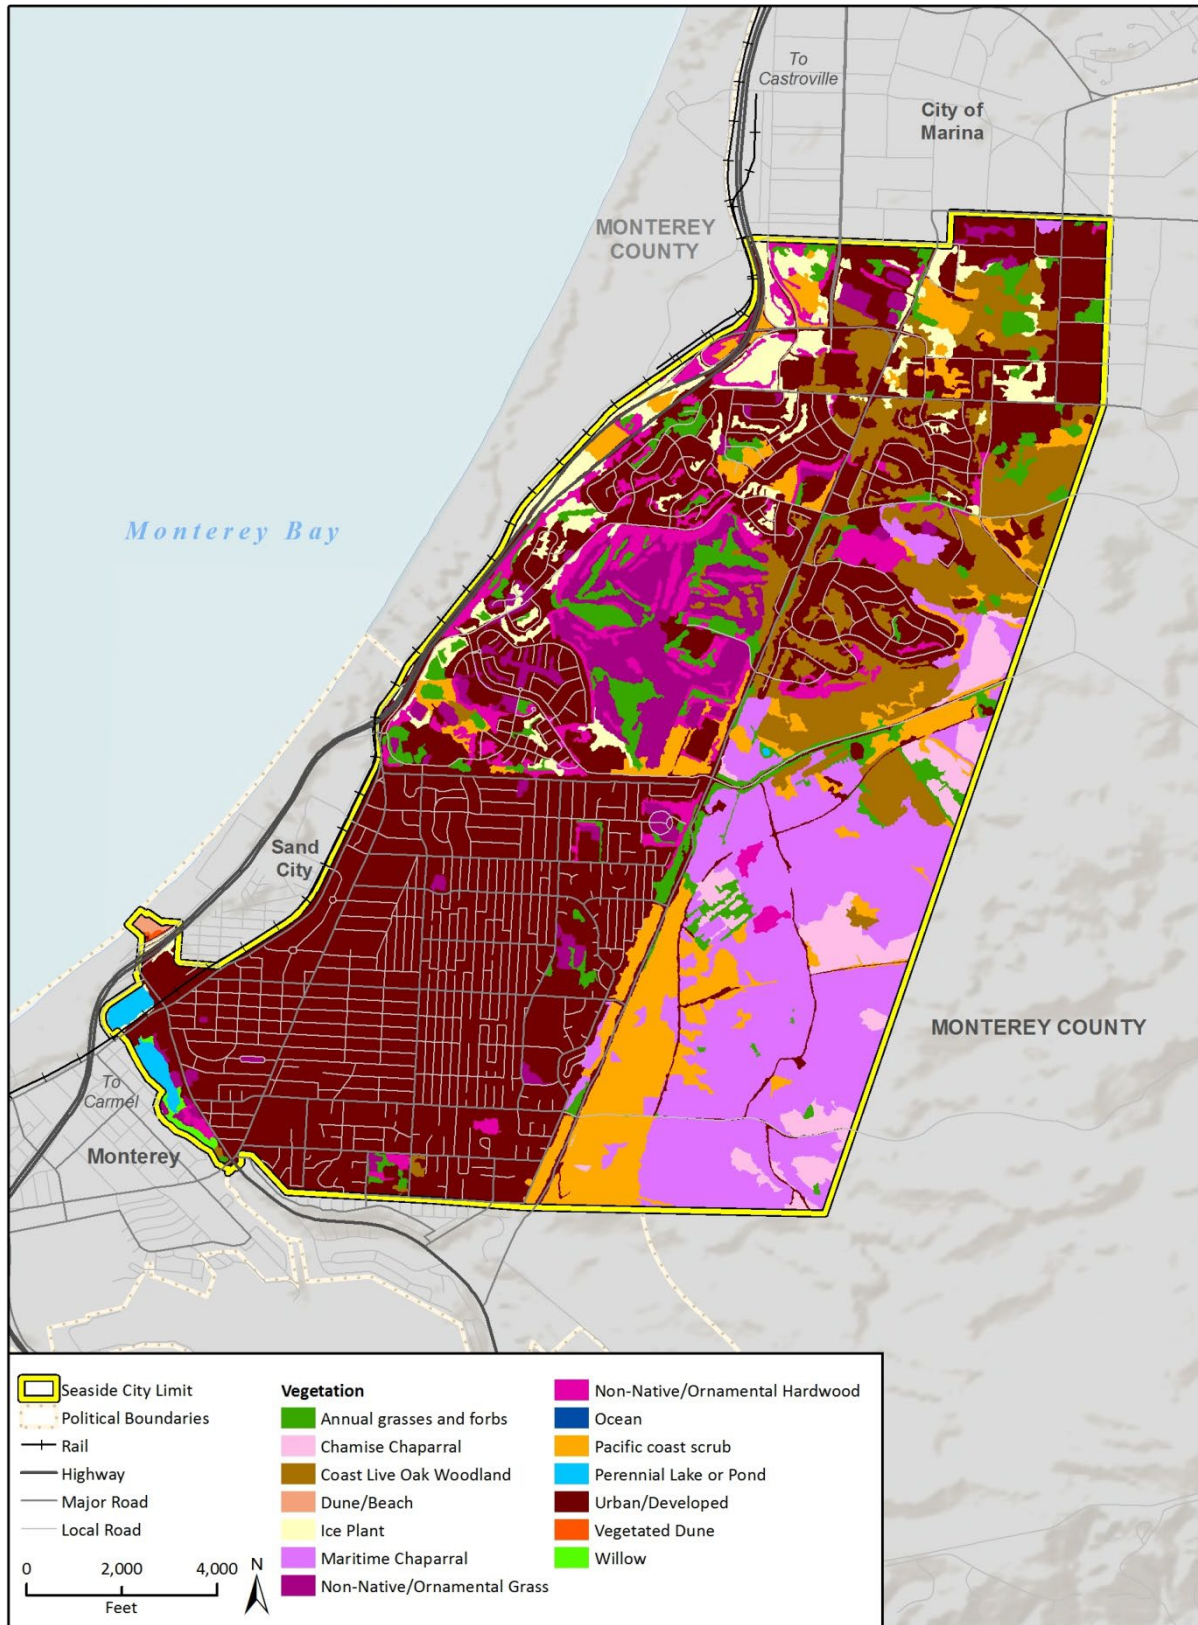 To
Castroville
City of
Marina
MONTEREY
COUNTY
Monterey Bay
Sand
City
MONTEREY COUNTY
To
Carmel
Monterey
Seaside City Limit
Political Boundaries
Rail
Highway
Major Road
Local Road
0 2,000 4,000
Feet
N
Vegetation
Annual grasses and forbs
Chamise Chaparral
Coast Live Oak Woodland
Dune/Beach
Ice Plant
Maritime Chaparral
Non-Native/Ornamental Grass
Non-Native/Ornamental Hardwood
Ocean
Pacific coast scrub
Perennial Lake or Pond
Urban/Developed
Vegetated Dune
Willow